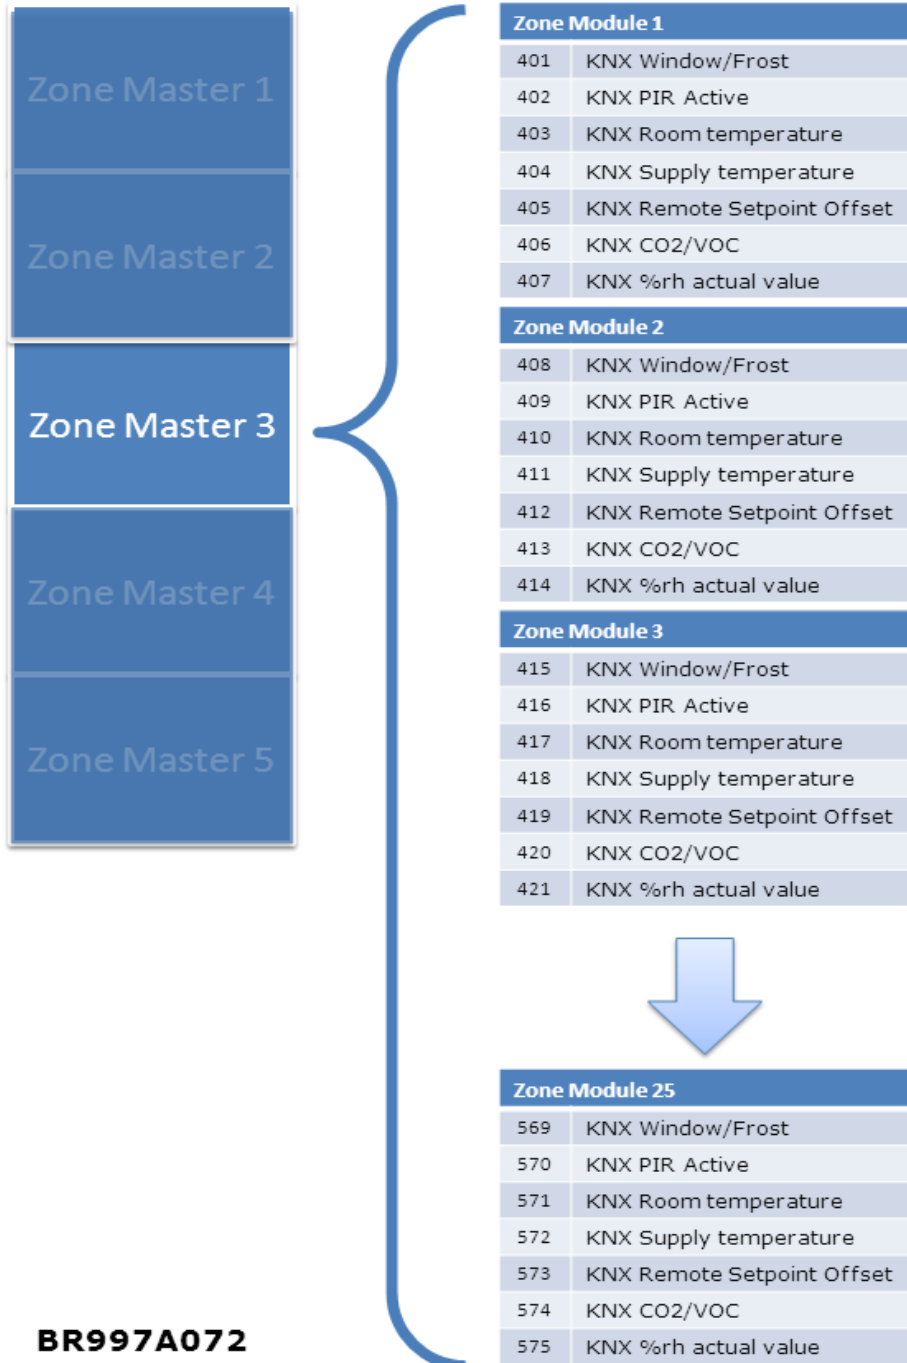 Zone Master 1
Zone Master 2
Zone Master 3
Zone Master 4
Zone Master 5
Zone Module 1
401 KNX Window/Frost
402 KNX PIR Active
403 KNX Room temperature
404 KNX Supply temperature
405 KNX Remote Setpoint Offset
406 KNX CO2/VOC
407 KNX %rh actual value
Zone Module 2
408 KNX Window/Frost
409 KNX PIR Active
410 KNX Room temperature
411 KNX Supply temperature
412 KNX Remote Setpoint Offset
413 KNX CO2/VOC
414 KNX %rh actual value
Zone Module 3
415 KNX Window/Frost
416 KNX PIR Active
417 KNX Room temperature
418 KNX Supply temperature
419 KNX Remote Setpoint Offset
420 KNX CO2/VOC
421 KNX %rh actual value
Zone Module 25
569 KNX Window/Frost
570 KNX PIR Active
571 KNX Room temperature
572 KNX Supply temperature
573 KNX Remote Setpoint Offset
574 KNX CO2/VOC
575 KNX %rh actual value
BR997A072